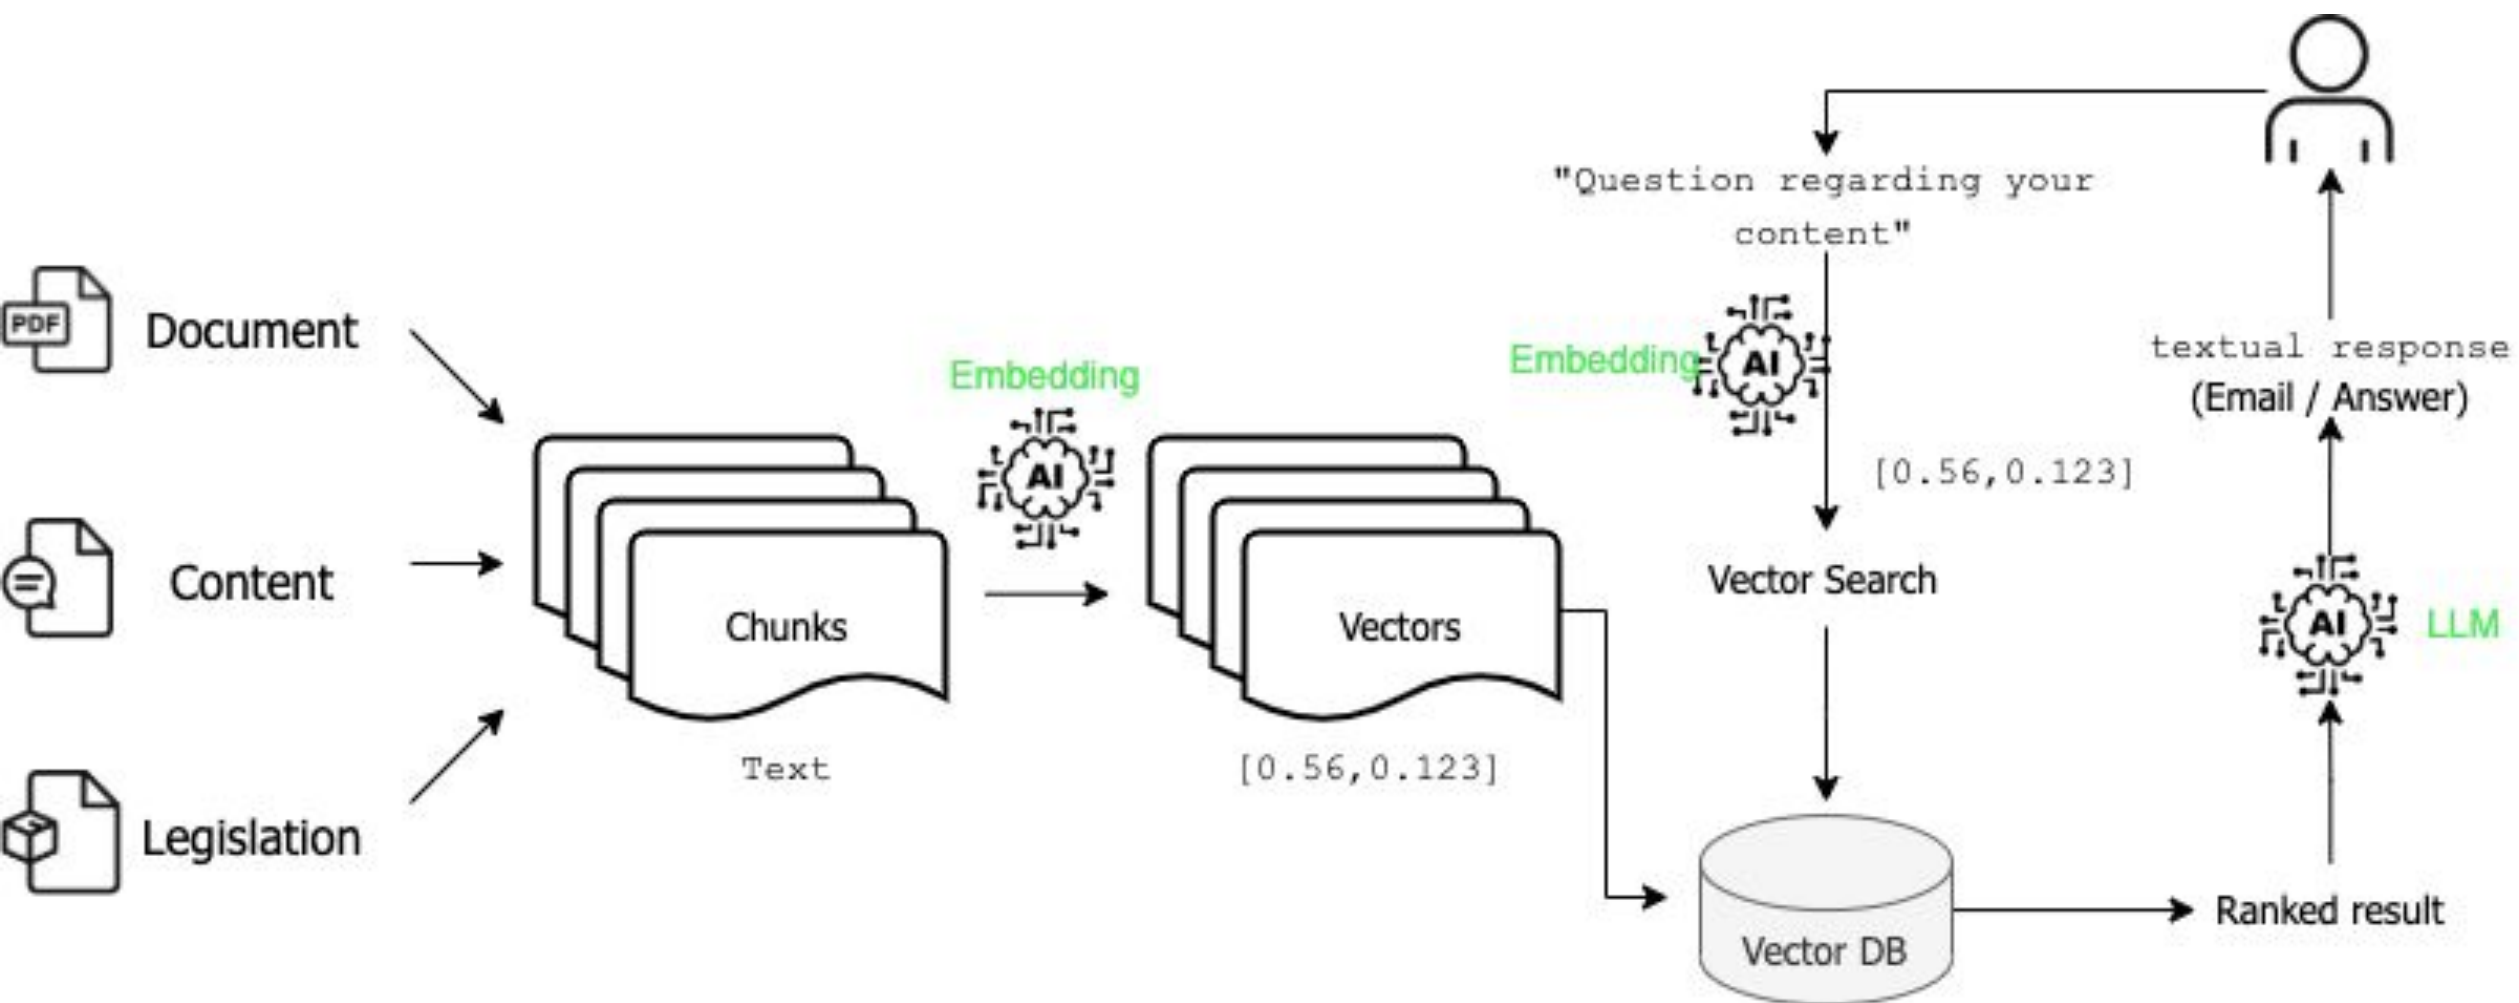 PDF
Document
Content
Legislation
Chunks
Text
Embedding
AI
Vectors
[0.56,0.123]
"Question regarding your
content"
Embedding
AI
[0.56,0.123]
Vector Search
Vector DB
Ranked result
AI
LLM
textual response
(Email / Answer)